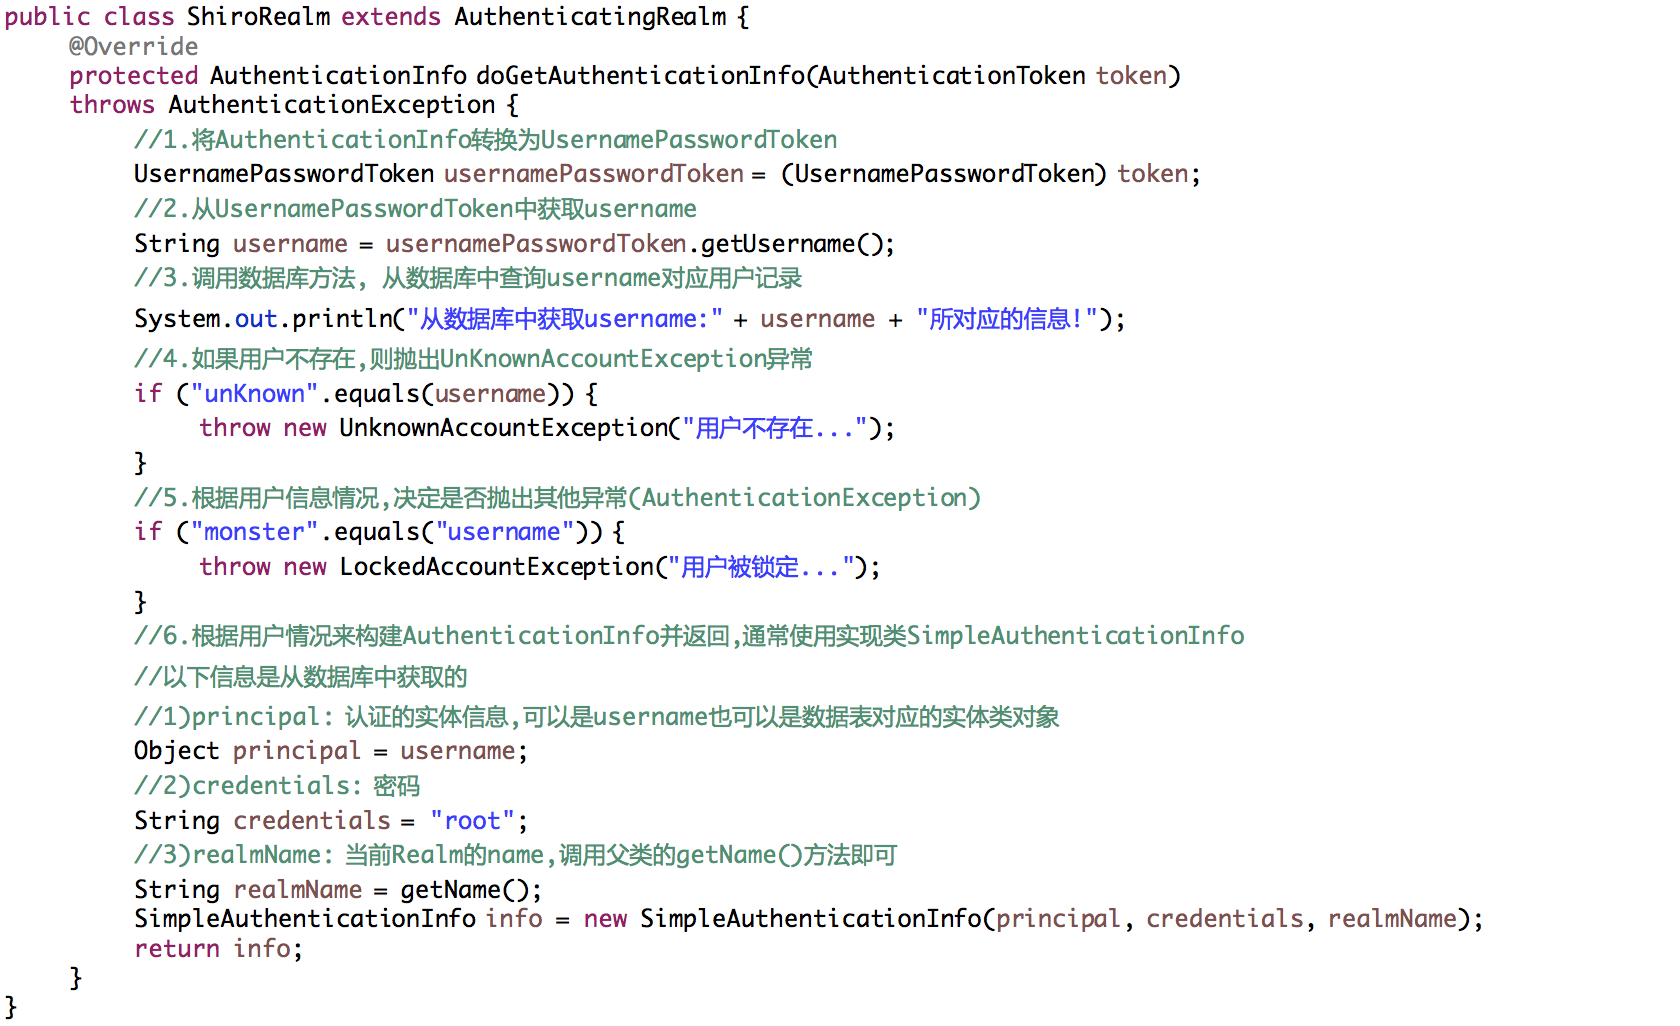 public class ShiroRealm extends AuthenticatingRealm {
@Override
protected AuthenticationInfo doGetAuthenticationInfo(AuthenticationToken token)
throws AuthenticationException {
//1.将AuthenticationInfo转换为UsernamePasswordToken
UsernamePasswordToken usernamePasswordToken = (UsernamePasswordToken) token;
//2.从UsernamePasswordToken中获取username
String username = usernamePasswordToken.getUsername();
//3.调用数据库方法, 从数据库中查询username对应用户记录
System.out.println("从数据库中获取username:" + username + "所对应的信息!");
//4.如果用户不存在,则抛出UnKnownAccountException异常
if ("unKnown".equals(username)) {
throw new UnknownAccountException("用户不存在...");
}
//5.根据用户信息情况,决定是否抛出其他异常(AuthenticationException)
if ("monster".equals("username")) {
throw new LockedAccountException("用户被锁定...");
}
//6.根据用户情况来构建AuthenticationInfo并返回,通常使用实现类SimpleAuthenticationInfo
//以下信息是从数据库中获取的
//1)principal: 认证的实体信息,可以是username也可以是数据表对应的实体类对象
Object principal = username;
//2)credentials: 密码
String credentials = "root";
//3)realmName: 当前Realm的name,调用父类的getName()方法即可
String realmName = getName();
SimpleAuthenticationInfo info = new SimpleAuthenticationInfo(principal, credentials, realmName);
return info;
}
}